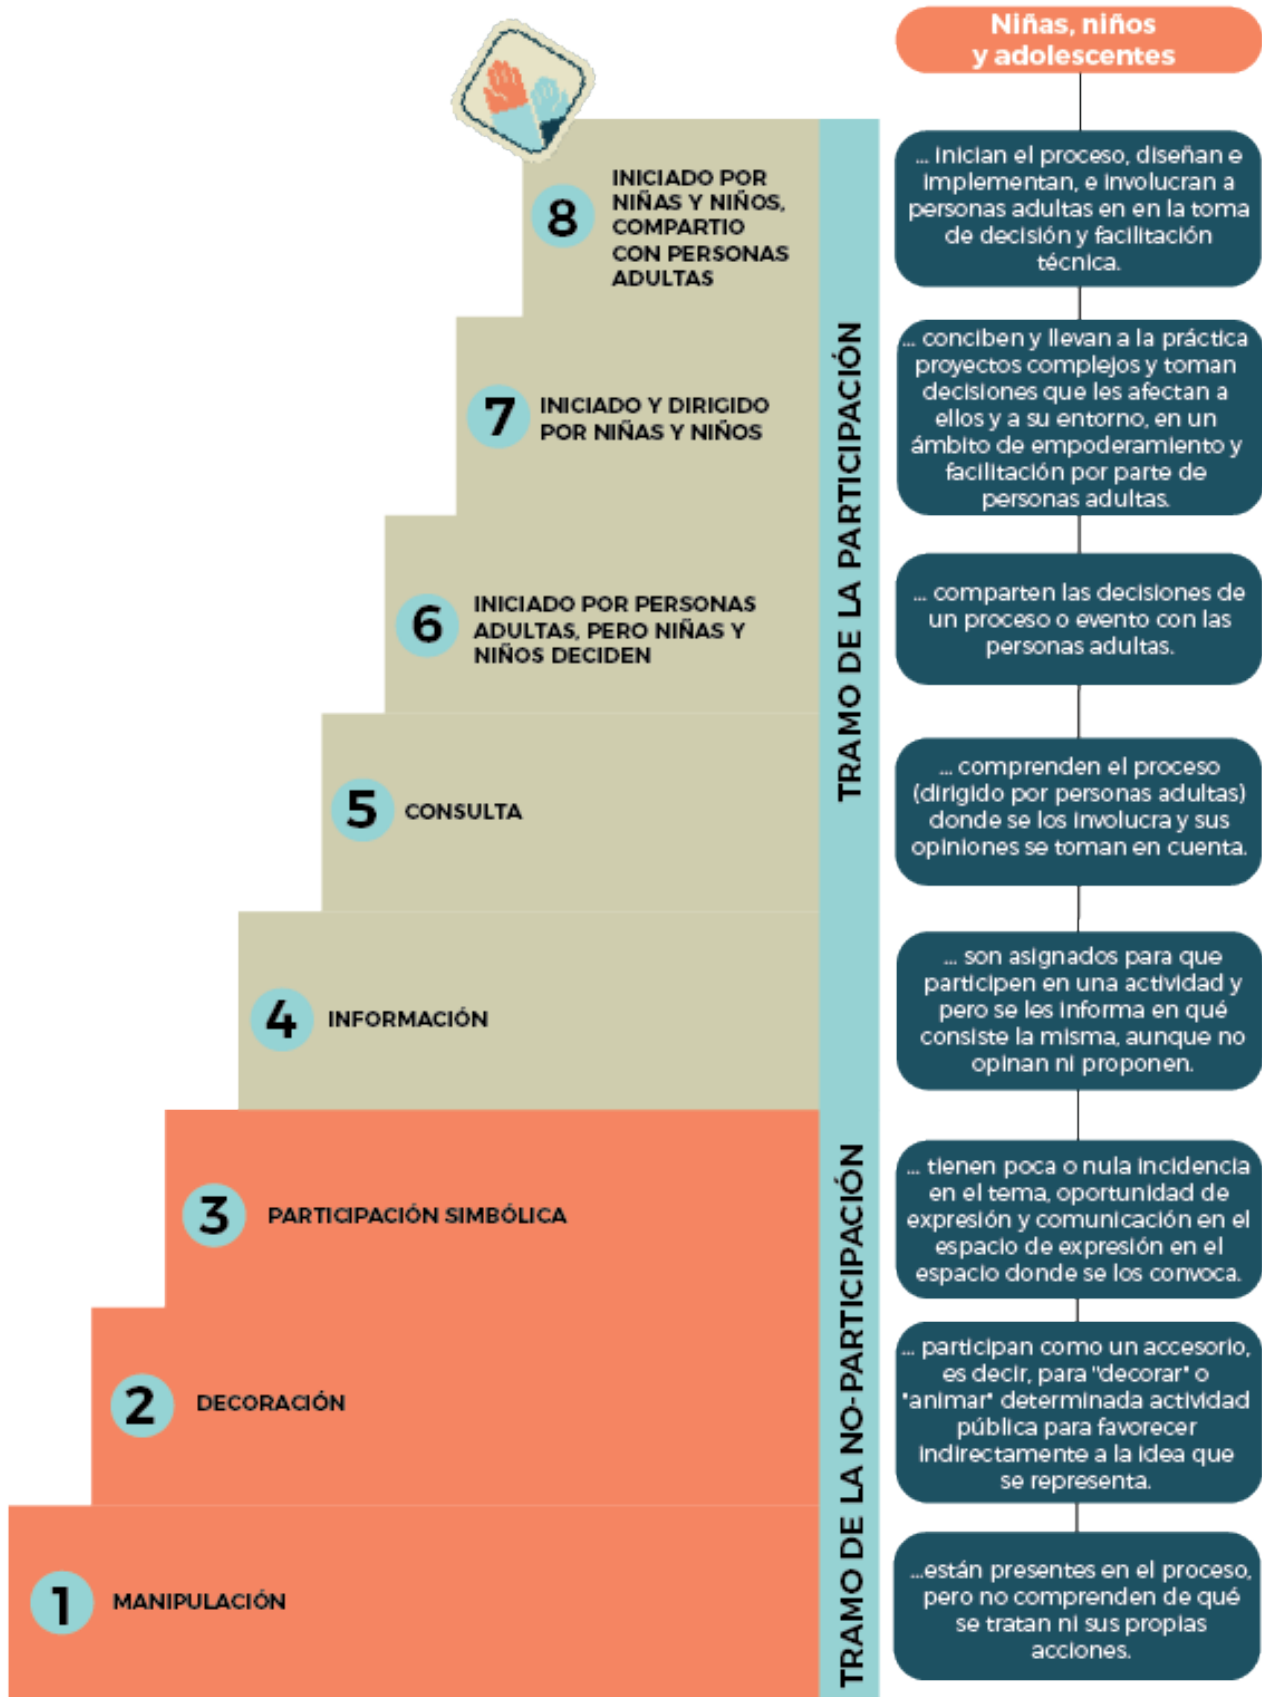 Niñas, niños
y adolescentes
8
INICIADO POR
NIÑAS Y NIÑOS,
COMPARTIO
CON PERSONAS
ADULTAS
... inician el proceso, diseñan e
implementan, e involucran a
personas adultas en en la toma
de decisión y facilitación
técnica.
7
INICIADO Y DIRIGIDO
POR NIÑAS Y NIÑOS
... conciben y llevan a la práctica
proyectos complejos y toman
decisiones que les afectan a
ellos y a su entorno, en un
ámbito de empoderamiento y
facilitación por parte de
personas adultas.
6
INICIADO POR PERSONAS
ADULTAS, PERO NIÑAS Y
NIÑOS DECIDEN
... comparten las decisiones de
un proceso o evento con las
personas adultas.
5
CONSULTA
... comprenden el proceso
(dirigido por personas adultas)
donde se los involucra y sus
opiniones se toman en cuenta.
4
INFORMACIÓN
... son asignados para que
participen en una actividad y
pero se les informa en qué
consiste la misma, aunque no
opinan ni proponen.
TRAMO DE LA PARTICIPACIÓN
3
PARTICIPACIÓN SIMBÓLICA
... tienen poca o nula incidencia
en el tema, oportunidad de
expresión y comunicación en el
espacio de expresión en el
espacio donde se los convoca.
2
DECORACIÓN
... participan como un accesorio,
es decir, para "decorar" o
"animar" determinada actividad
pública para favorecer
indirectamente a la idea que
se representa.
1
MANIPULACIÓN
...están presentes en el proceso,
pero no comprenden de qué
se tratan ni sus propias
acciones.
TRAMO DE LA NO-PARTICIPACIÓN